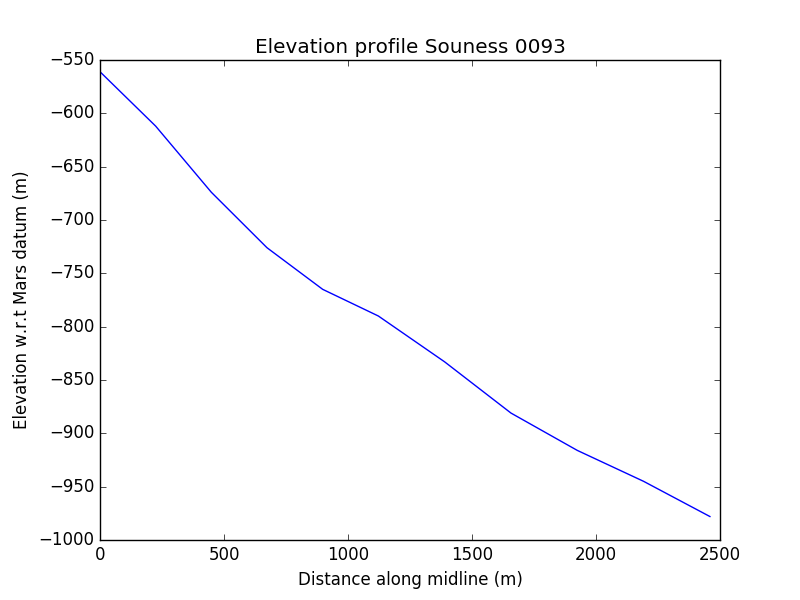 Elevation profile Souness 0093
Elevation w.r.t Mars datum (m)
−550
−600
−650
−700
−750
−800
−850
−900
−950
−1000
0 500 1000 1500 2000 2500
Distance along midline (m)